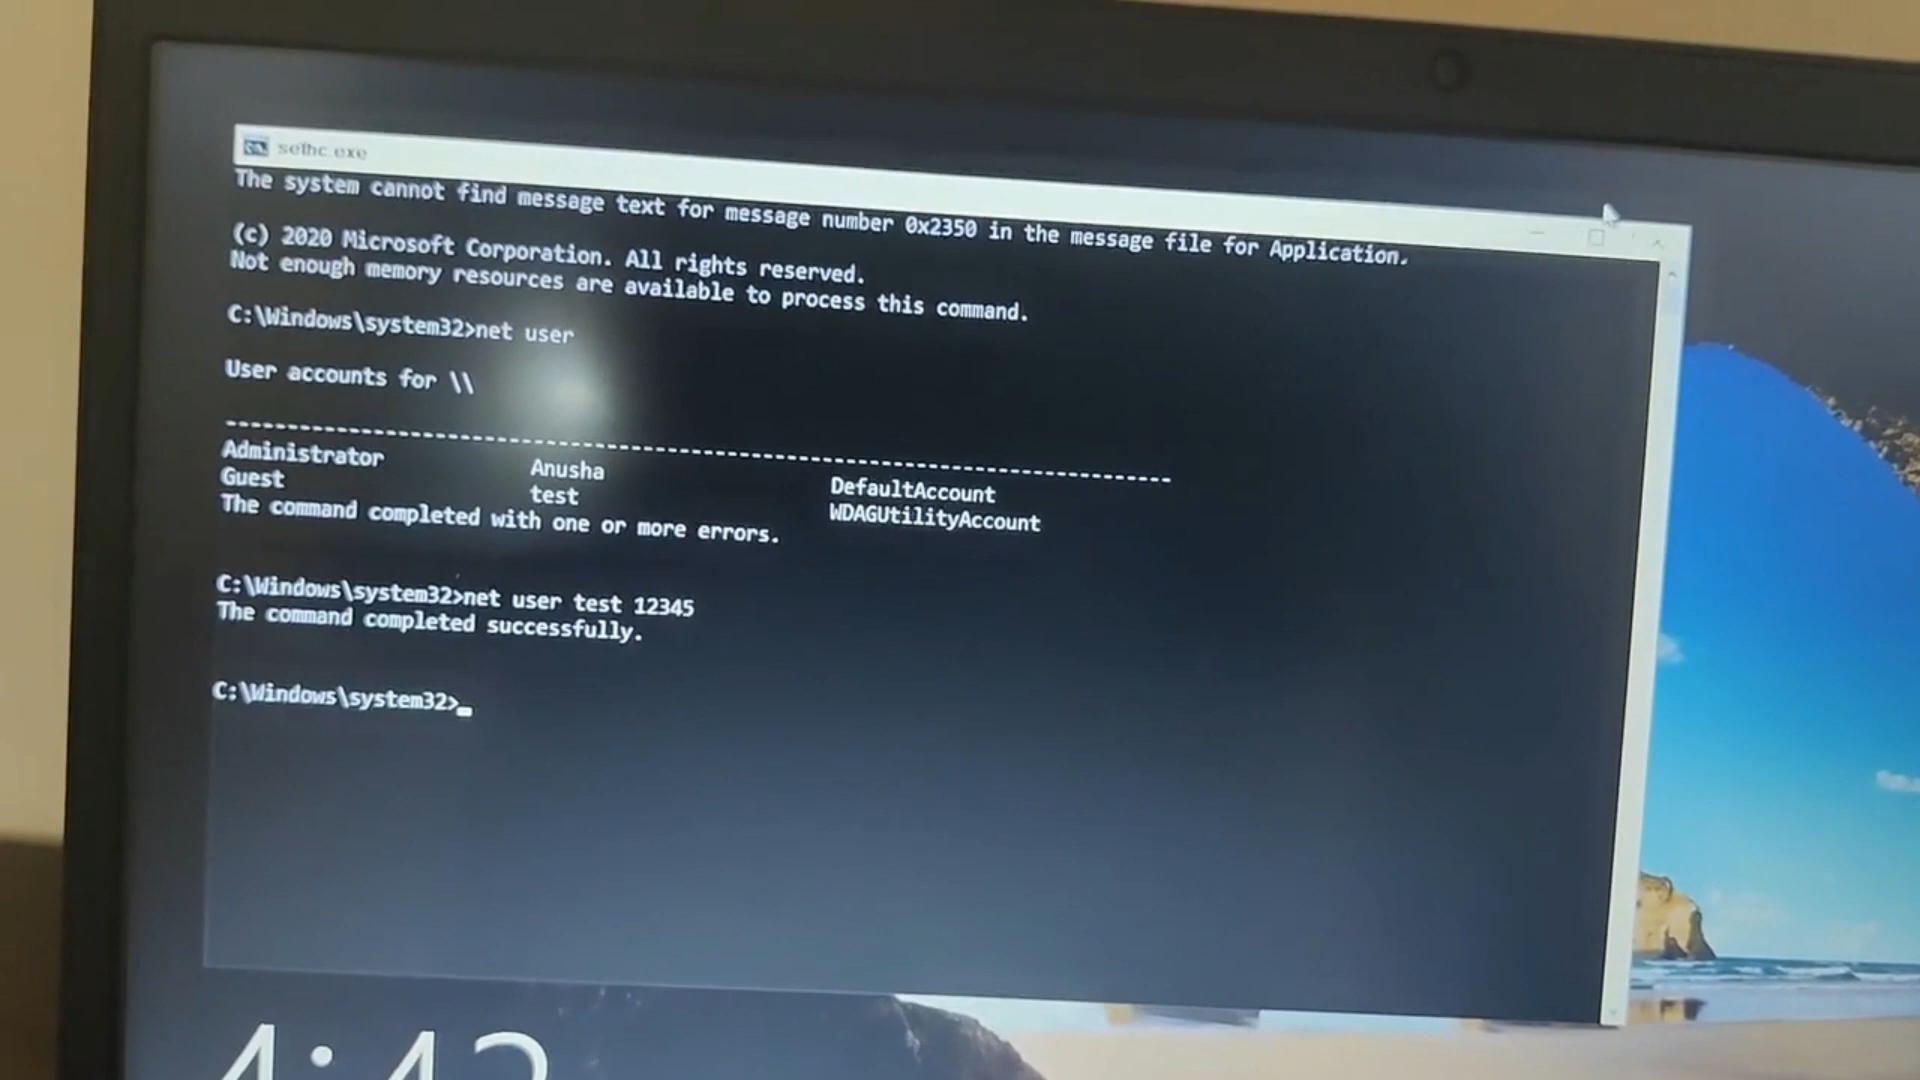 sethc.exe
The system cannot find message text for message number 0x2350 in the message file for Application.
(c) 2020 Microsoft Corporation. All rights reserved.
Not enough memory resources are available to process this command.
C:\Windows\system32>net user
User accounts for \\
-------------------------------------------------------------------------------
Administrator Anusha DefaultAccount
Guest test WDAGUtilityAccount
The command completed with one or more errors.
C:\Windows\system32>net user test 12345
The command completed successfully.
C:\Windows\system32>
4:42